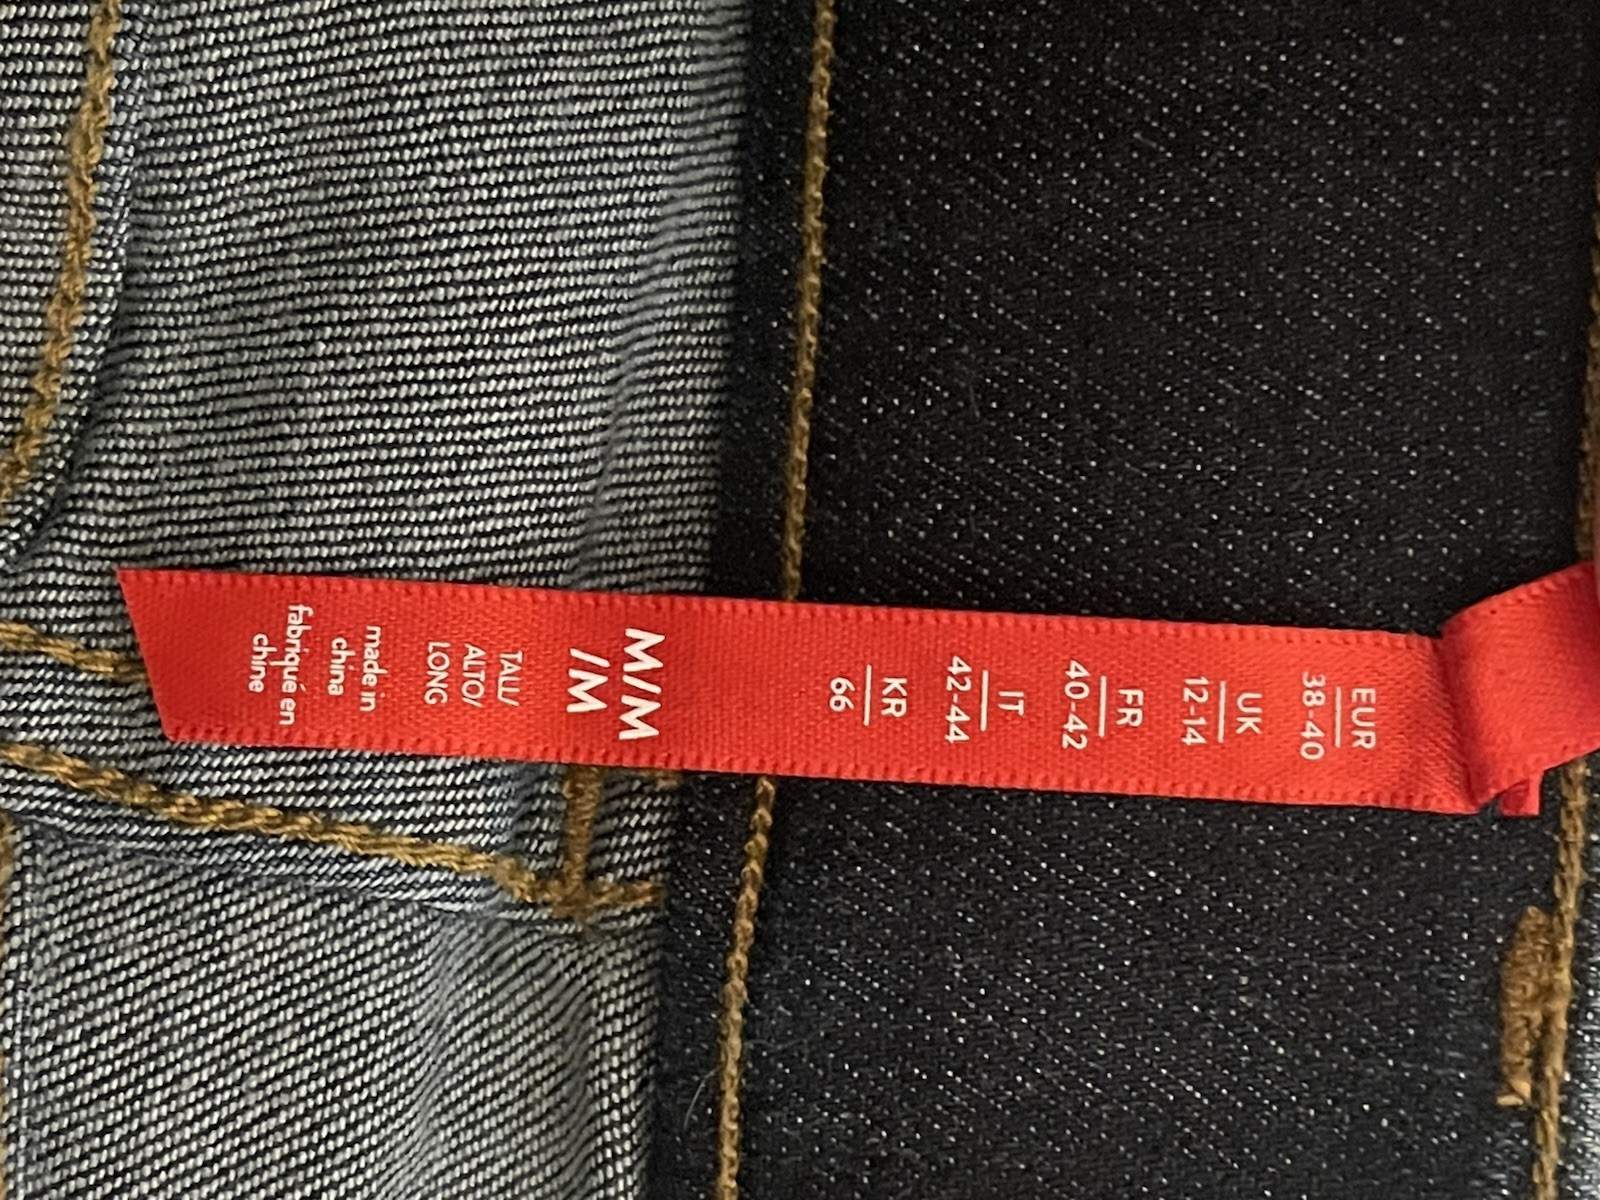 EUR
38-40
UK
12-14
FR
40-42
IT
42-44
KR
66
M/M
/M
TALL/
ALTO/
LONG
made in
china
fabriqué en
chine